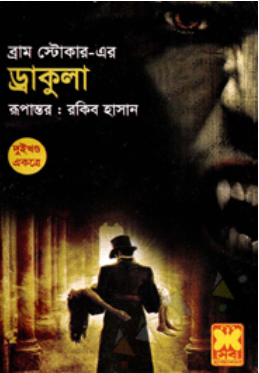 ব্রাম স্টোকার-এর
ড্রাকুলা
রূপান্তর : রকিব হাসান
দুইখণ্ড
একত্রে
সেবা